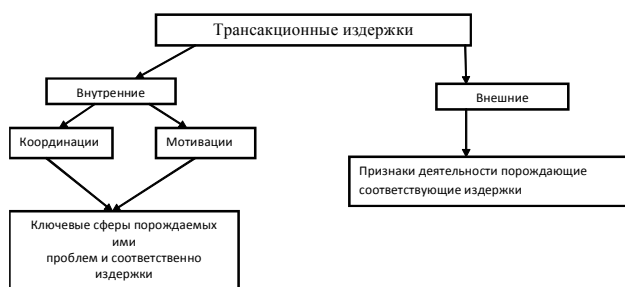 Трансакционные издержки
Внутренние
Внешние
Координации
Мотивации
Признаки деятельности порождающие
соответствующие издержки
Ключевые сферы порождаемых
ими
проблем и соответственно
издержки